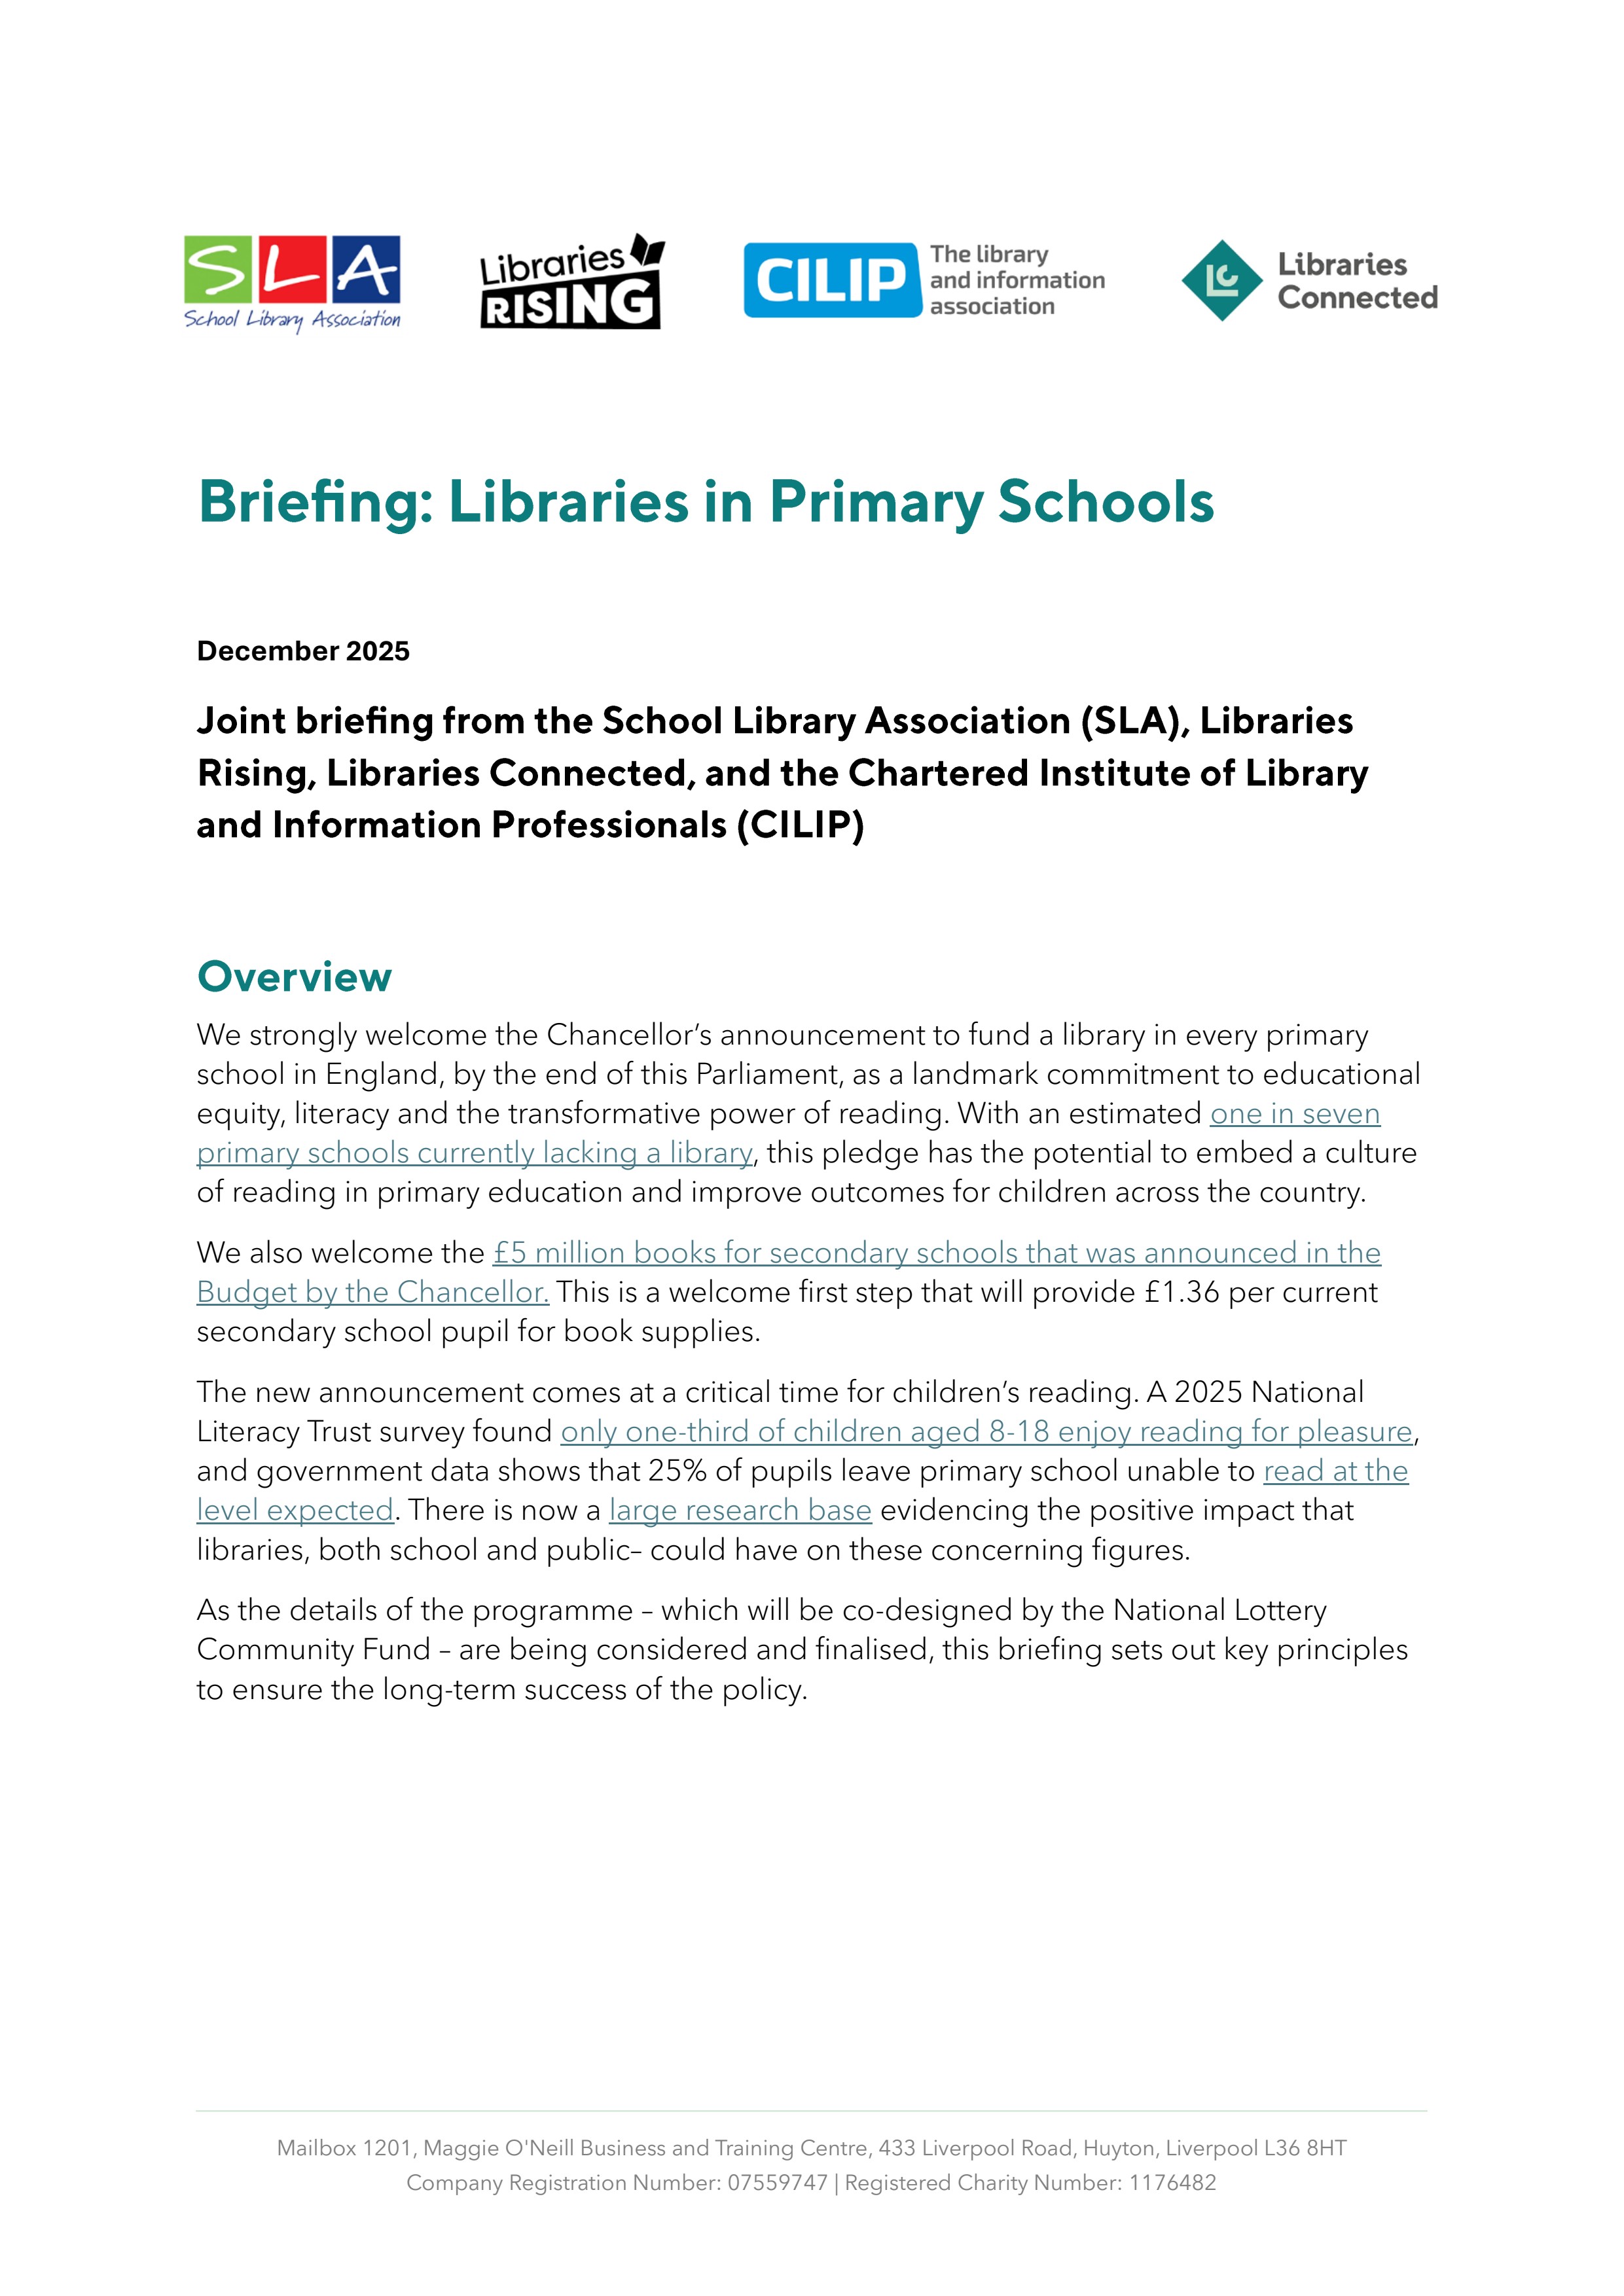 SLA
School Library Association
Libraries
RISING
CILIP
The library
and information
association
Libraries
Connected
Briefing: Libraries in Primary Schools
December 2025
Joint briefing from the School Library Association (SLA), Libraries
Rising, Libraries Connected, and the Chartered Institute of Library
and Information Professionals (CILIP)
Overview
We strongly welcome the Chancellor’s announcement to fund a library in every primary
school in England, by the end of this Parliament, as a landmark commitment to educational
equity, literacy and the transformative power of reading. With an estimated one in seven
primary schools currently lacking a library, this pledge has the potential to embed a culture
of reading in primary education and improve outcomes for children across the country.
We also welcome the £5 million books for secondary schools that was announced in the
Budget by the Chancellor. This is a welcome first step that will provide £1.36 per current
secondary school pupil for book supplies.
The new announcement comes at a critical time for children’s reading. A 2025 National
Literacy Trust survey found only one-third of children aged 8-18 enjoy reading for pleasure,
and government data shows that 25% of pupils leave primary school unable to read at the
level expected. There is now a large research base evidencing the positive impact that
libraries, both school and public– could have on these concerning figures.
As the details of the programme – which will be co-designed by the National Lottery
Community Fund – are being considered and finalised, this briefing sets out key principles
to ensure the long-term success of the policy.
Mailbox 1201, Maggie O'Neill Business and Training Centre, 433 Liverpool Road, Huyton, Liverpool L36 8HT
Company Registration Number: 07559747 | Registered Charity Number: 1176482